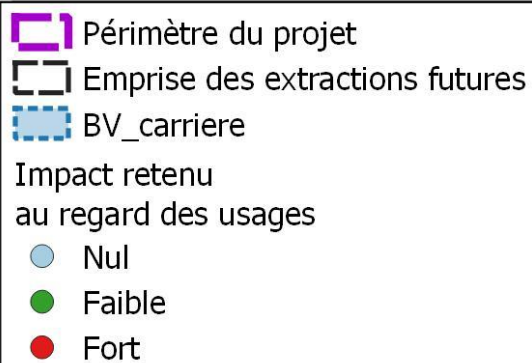 Périmètre du projet
Emprise des extractions futures
BV_carriere
Impact retenu
au regard des usages
Nul
Faible
Fort